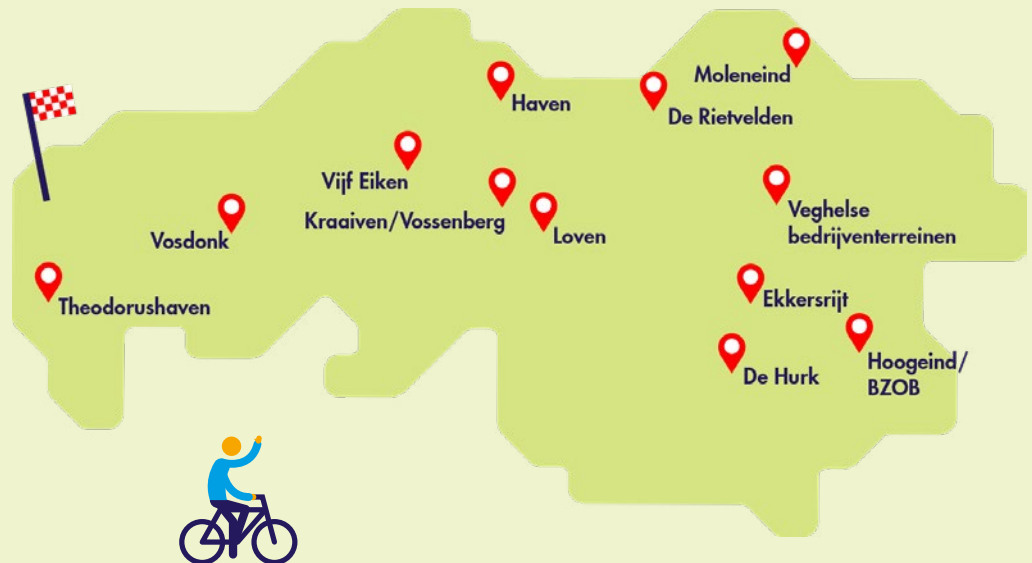 Moleneind
Haven
De Rietvelden
Vijf Eiken
Kraaiven/Vossenberg
Veghelse
bedrijventerreinen
Vosdonk
Loven
Theodorushaven
Ekkersrijt
Hoogeind/
BZOB
De Hurk